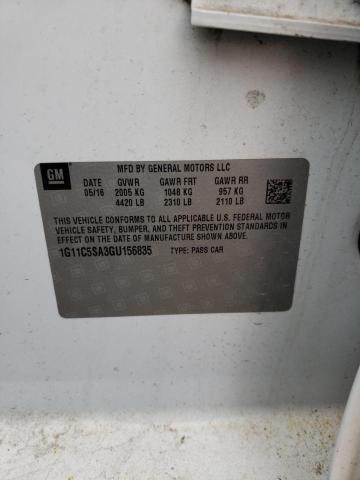 GM
MFD BY GENERAL MOTORS LLC
DATE GVWR GAWR FRT GAWR RR
05/16 2005 KG 1048 KG 957 KG
4420 LB 2310 LB 2110 LB
THIS VEHICLE CONFORMS TO ALL APPLICABLE U.S. FEDERAL MOTOR
VEHICLE SAFETY, BUMPER, AND THEFT PREVENTION STANDARDS IN
EFFECT ON THE DATE OF MANUFACTURE SHOWN ABOVE.
1G11C5SA3GU156835 TYPE: PASS CAR